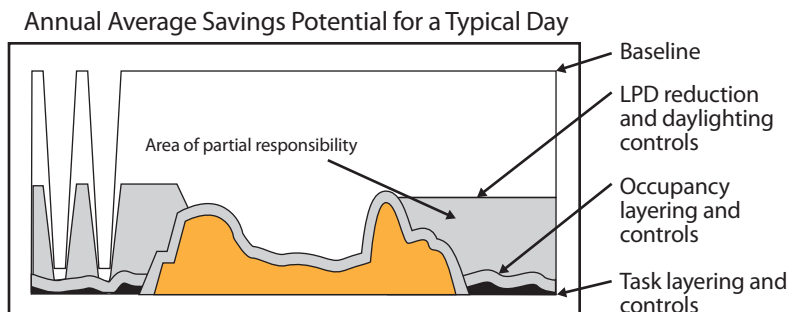 Annual Average Savings Potential for a Typical Day
Baseline
LPD reduction
and daylighting
controls
Area of partial responsibility
Occupancy
layering and
controls
Task layering and
controls